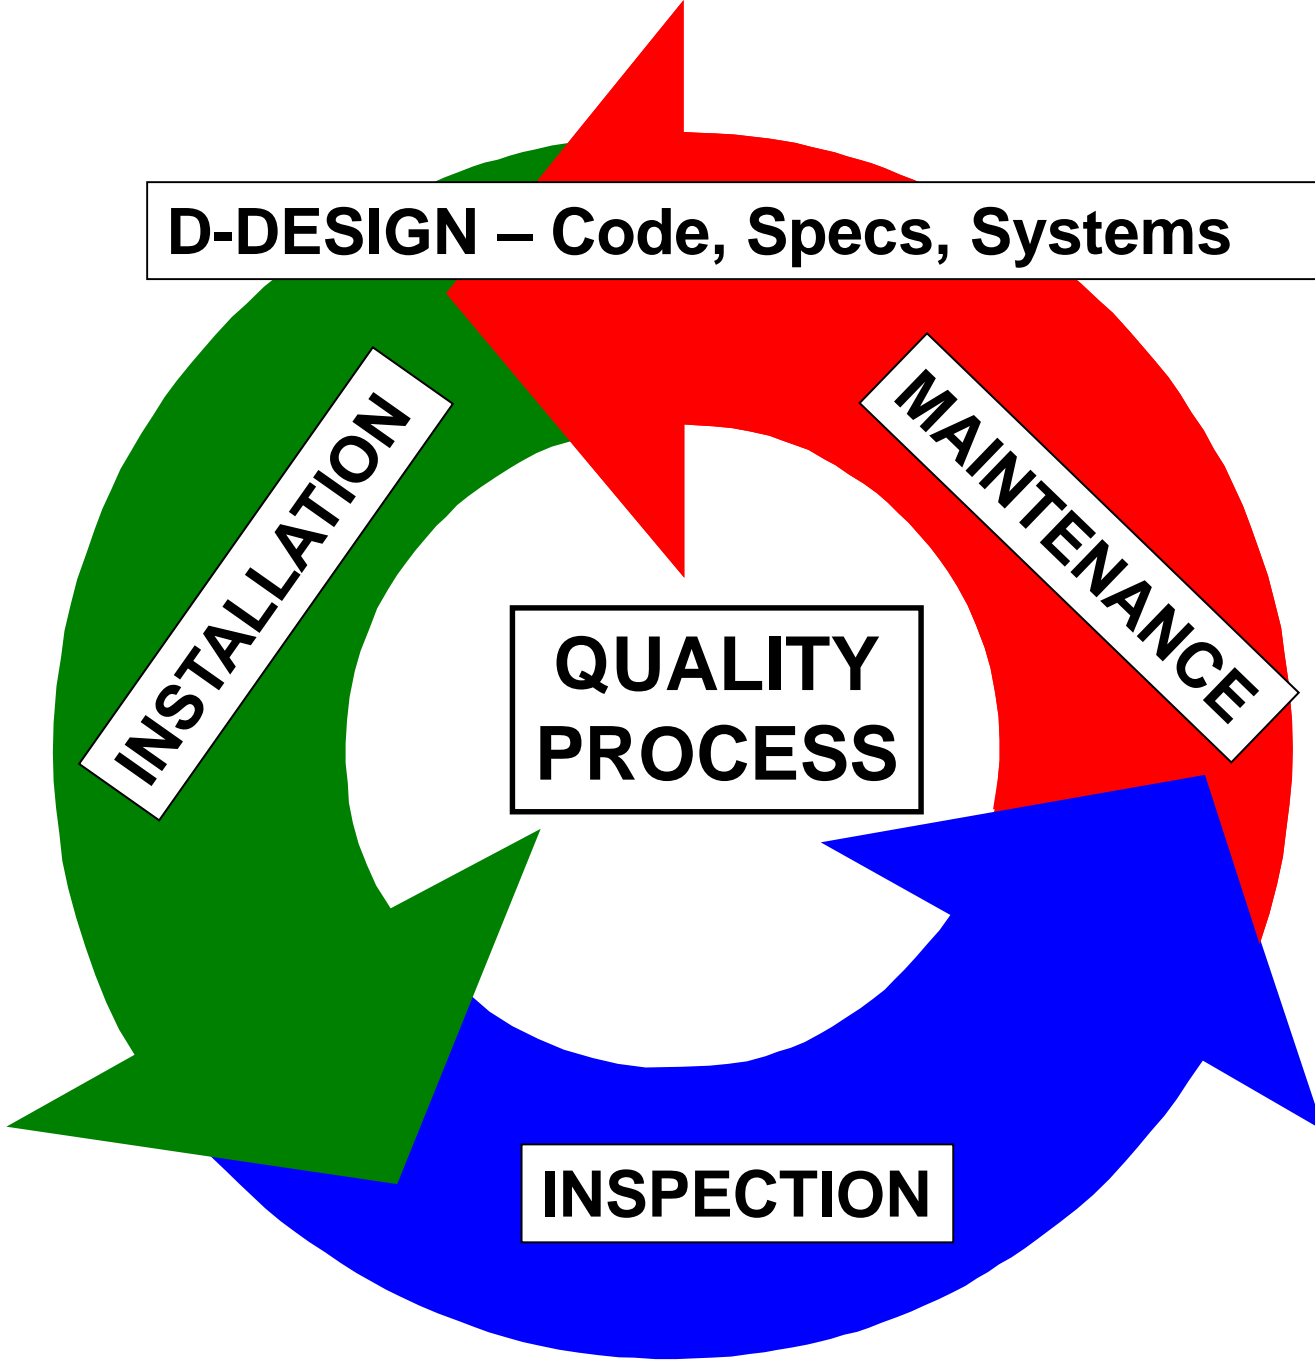 D-DESIGN – Code, Specs, Systems
INSTALLATION
MAINTENANCE
QUALITY
PROCESS
INSPECTION